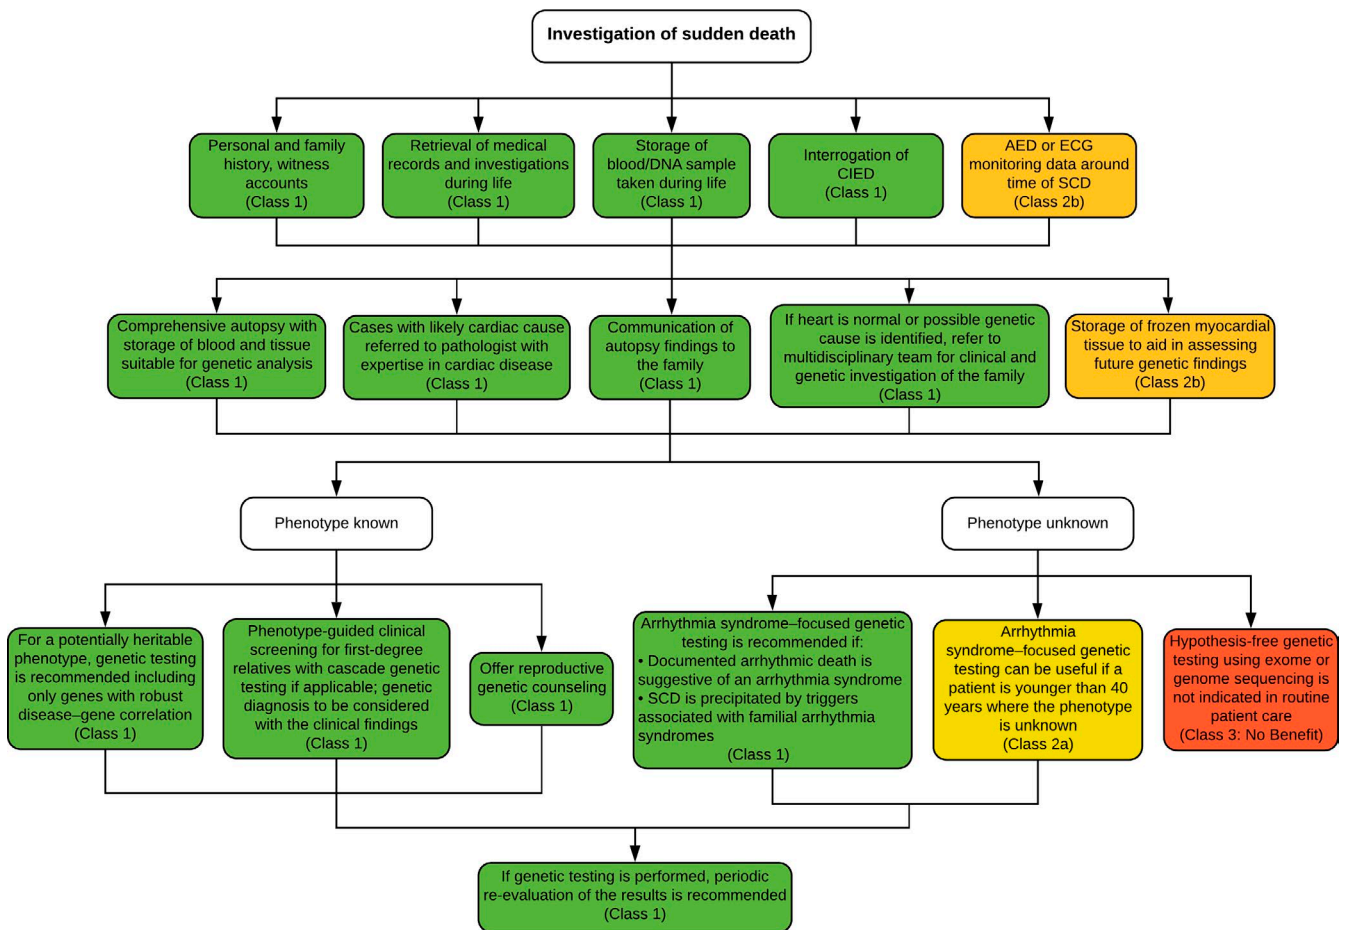 Investigation of sudden death
Personal and family
history, witness
accounts
(Class 1)
Retrieval of medical
records and investigations
during life
(Class 1)
Storage of
blood/DNA sample
taken during life
(Class 1)
Interrogation of
CIED
(Class 1)
AED or ECG
monitoring data around
time of SCD
(Class 2b)
Comprehensive autopsy with
storage of blood and tissue
suitable for genetic analysis
(Class 1)
Cases with likely cardiac cause
referred to pathologist with
expertise in cardiac disease
(Class 1)
Communication of
autopsy findings to
the family
(Class 1)
If heart is normal or possible genetic
cause is identified, refer to
multidisciplinary team for clinical and
genetic investigation of the family
(Class 1)
Storage of frozen myocardial
tissue to aid in assessing
future genetic findings
(Class 2b)
Phenotype known
Phenotype unknown
For a potentially heritable
phenotype, genetic testing
is recommended including
only genes with robust
disease–gene correlation
(Class 1)
Phenotype-guided clinical
screening for first-degree
relatives with cascade genetic
testing if applicable; genetic
diagnosis to be considered
with the clinical findings
(Class 1)
Offer reproductive
genetic counseling
(Class 1)
Arrhythmia syndrome–focused genetic
testing is recommended if:
• Documented arrhythmic death is
suggestive of an arrhythmia syndrome
• SCD is precipitated by triggers
associated with familial arrhythmia
syndromes
(Class 1)
Arrhythmia
syndrome–focused genetic
testing can be useful if a
patient is younger than 40
years where the phenotype
is unknown
(Class 2a)
Hypothesis-free genetic
testing using exome or
genome sequencing is
not indicated in routine
patient care
(Class 3: No Benefit)
If genetic testing is performed, periodic
re-evaluation of the results is recommended
(Class 1)